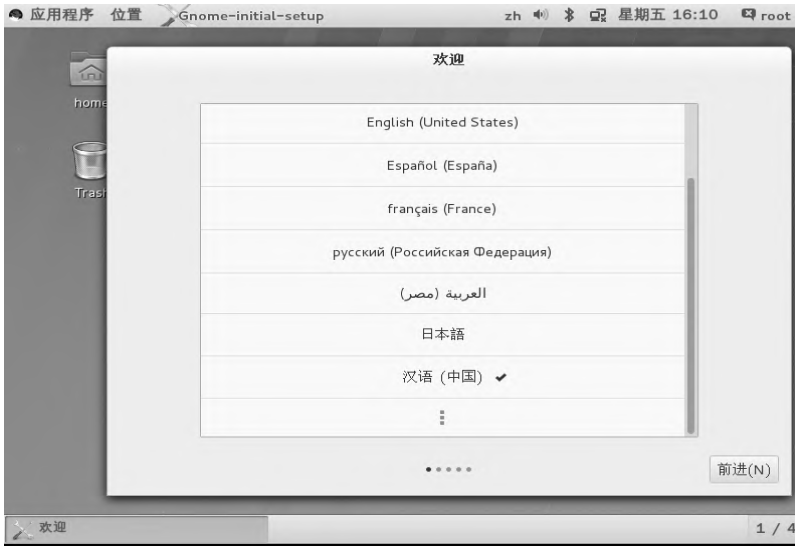 应用程序 位置 Gnome-initial-setup zh 星期五 16:10 root
欢迎
home
Trash
English (United States)
Español (España)
français (France)
русский (Российская Федерация)
العربية (مصر)
日本語
汉语 (中国)
前进(N)
欢迎 1 / 4